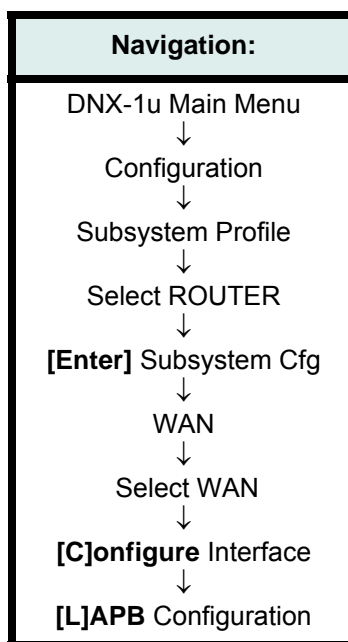 Navigation:
DNX-1u Main Menu
↓
Configuration
↓
Subsystem Profile
↓
Select ROUTER
↓
[Enter] Subsystem Cfg
↓
WAN
↓
Select WAN
↓
[C]onfigure Interface
↓
[L]APB Configuration